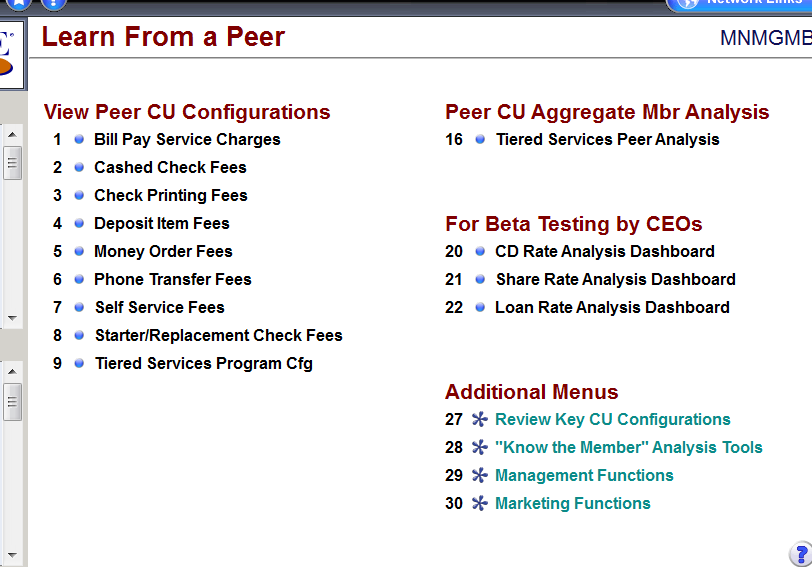 Network Links
Learn From a Peer
MNMGMB
View Peer CU Configurations
1 Bill Pay Service Charges
2 Cashed Check Fees
3 Check Printing Fees
4 Deposit Item Fees
5 Money Order Fees
6 Phone Transfer Fees
7 Self Service Fees
8 Starter/Replacement Check Fees
9 Tiered Services Program Cfg
Peer CU Aggregate Mbr Analysis
16 Tiered Services Peer Analysis
For Beta Testing by CEOs
20 CD Rate Analysis Dashboard
21 Share Rate Analysis Dashboard
22 Loan Rate Analysis Dashboard
Additional Menus
27 Review Key CU Configurations
28 "Know the Member" Analysis Tools
29 Management Functions
30 Marketing Functions